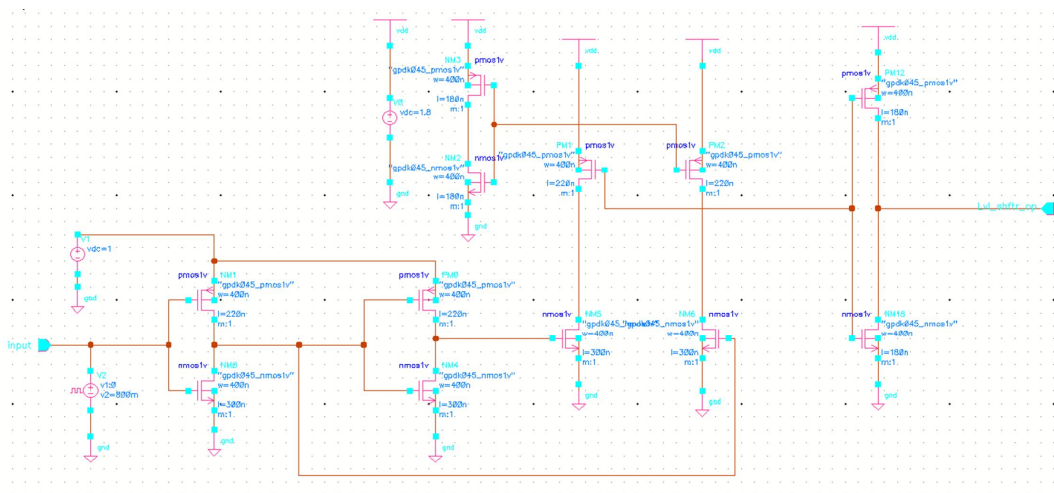 vdd
vdd
vdd
vdd
vdd
V0
vdc=1.8
gnd
NM3
pmos1v
"gpdk045_pmos1v"
w=400n
l=180n
m:1
NM2
nmos1v
"gpdk045_nmos1v"
w=400n
l=180n
m:1
gnd
PM1
pmos1v
"gpdk045_pmos1v"
w=400n
l=220n
m:1
pmos1v
PM2
"gpdk045_pmos1v"
w=400n
l=220n
m:1
pmos1v
PM12
"gpdk045_pmos1v"
w=400n
l=180n
m:1
Lvl_shftr_op
V1
vdc=1
gnd
pmos1v
NM1
"gpdk045_pmos1v"
w=400n
l=220n
m:1
pmos1v
PM0
"gpdk045_pmos1v"
w=400n
l=220n
m:1
input
V2
v1:0
v2=800m
gnd
nmos1v
"gpdk045_nmos1v"
w=400n
l=300n
m:1
gnd
nmos1v
NM4
"gpdk045_nmos1v"
w=400n
l=300n
m:1
gnd
nmos1v
NM5
w=400n
l=300n
m:1
gnd
NM6
nmos1v
w=400n
l=300n
m:1
gnd
nmos1v
"gpdk045_nmos1v"
w=400n
l=180n
m:1
gnd